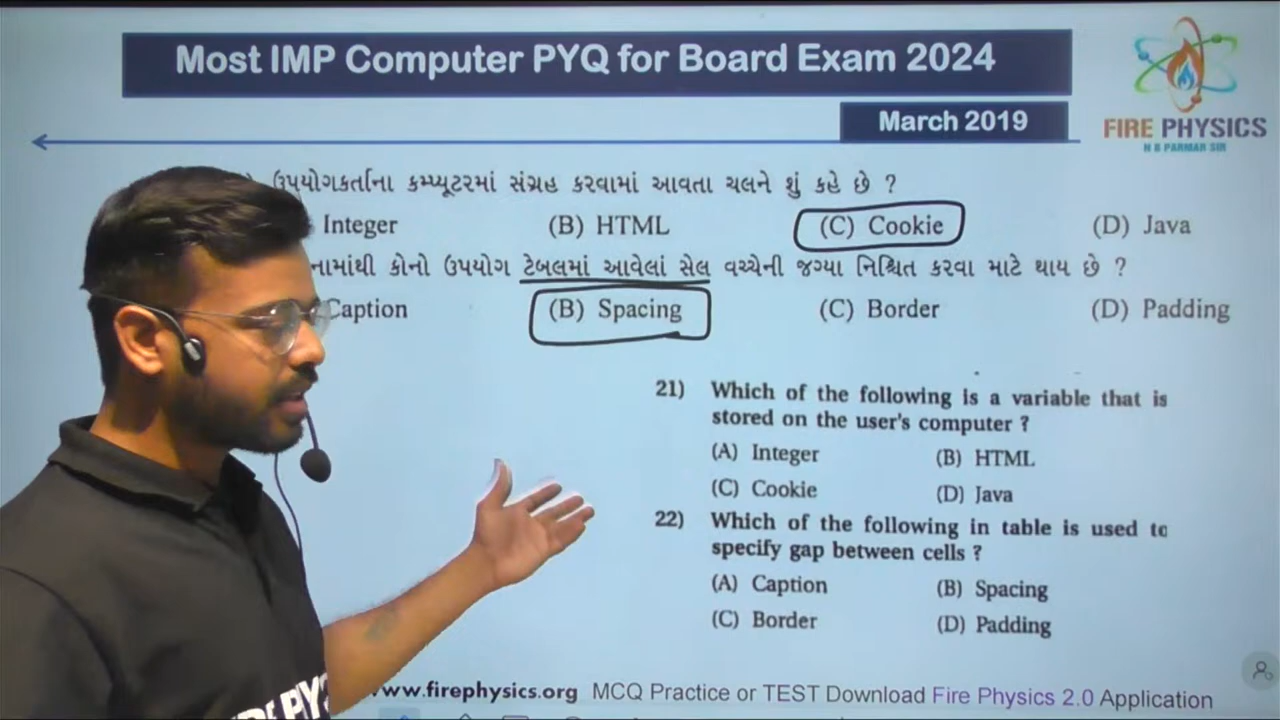 Most IMP Computer PYQ for Board Exam 2024
March 2019
FIRE PHYSICS
N B PARMAR SIR
ઉપયોગકર્તાના કમ્પ્યૂટરમાં સંગ્રહ કરવામાં આવતા ચલને શું કહે છે ?
Integer (B) HTML (C) Cookie (D) Java
નામાંથી કોનો ઉપયોગ ટેબલમાં આવેલાં સેલ વચ્ચેની જગ્યા નિશ્ચિત કરવા માટે થાય છે ?
Caption (B) Spacing (C) Border (D) Padding
21) Which of the following is a variable that is
stored on the user's computer ?
(A) Integer (B) HTML
(C) Cookie (D) Java
22) Which of the following in table is used to
specify gap between cells ?
(A) Caption (B) Spacing
(C) Border (D) Padding
www.firephysics.org MCQ Practice or TEST Download Fire Physics 2.0 Application